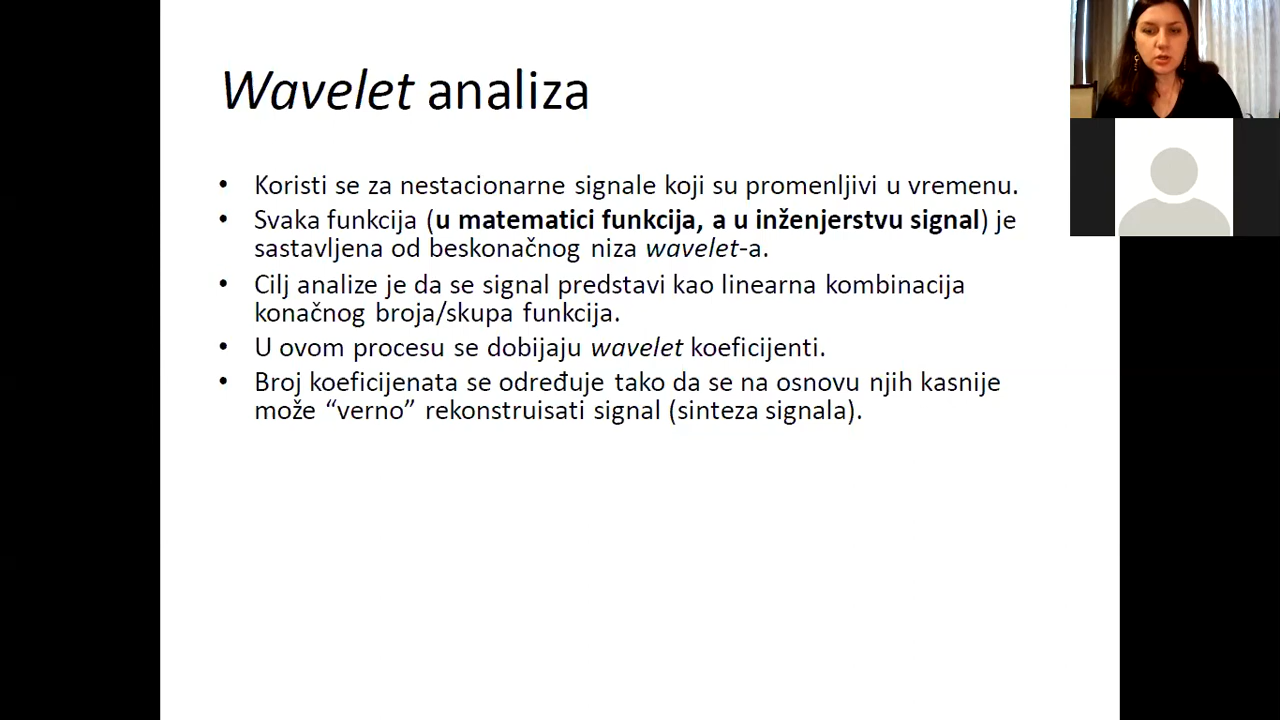 Wavelet analiza
• Koristi se za nestacionarne signale koji su promenljivi u vremenu.
• Svaka funkcija (u matematici funkcija, a u inženjerstvu signal) je
sastavljena od beskonačnog niza wavelet-a.
• Cilj analize je da se signal predstavi kao linearna kombinacija
konačnog broja/skupa funkcija.
• U ovom procesu se dobijaju wavelet koeficijenti.
• Broj koeficijenata se određuje tako da se na osnovu njih kasnije
može “verno” rekonstruisati signal (sinteza signala).